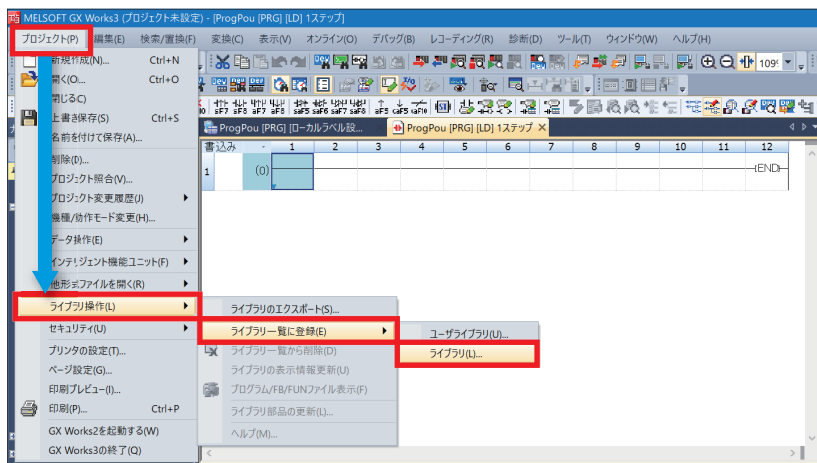 MELSOFT GX Works3 (プロジェクト未設定) - [ProgPou [PRG] [LD] 1ステップ]
プロジェクト(P) 編集(E) 検索/置換(F) 変換(C) 表示(V) オンライン(O) デバッグ(B) レコーディング(R) 診断(D) ツール(T) ウィンドウ(W) ヘルプ(H)
新規作成(N)... Ctrl+N
開く(O)... Ctrl+O
閉じる(C)
上書き保存(S) Ctrl+S
名前を付けて保存(A)...
削除(D)...
プロジェクト照合(V)...
プロジェクト変更履歴(J)
機種/動作モード変更(H)...
データ操作(E)
インテリジェント機能ユニット(F)
他形式ファイルを開く(R)
ライブラリ操作(L)
セキュリティ(U)
プリンタの設定(T)...
ページ設定(G)...
印刷プレビュー(I)...
印刷(P)... Ctrl+P
GX Works2を起動する(W)
GX Works3の終了(Q)
ProgPou [PRG] [ローカルラベル設...
ProgPou [PRG] [LD] 1ステップ
書込み 1 2 3 4 5 6 7 8 9 10 11 12
1 (0) END
ライブラリのエクスポート(S)...
ライブラリ一覧に登録(E)
ライブラリ一覧から削除(D)
ライブラリの表示情報更新(U)
プログラム/FB/FUNファイル表示(F)
ライブラリ部品の更新(L)...
ヘルプ(M)...
ユーザライブラリ(U)...
ライブラリ(L)...